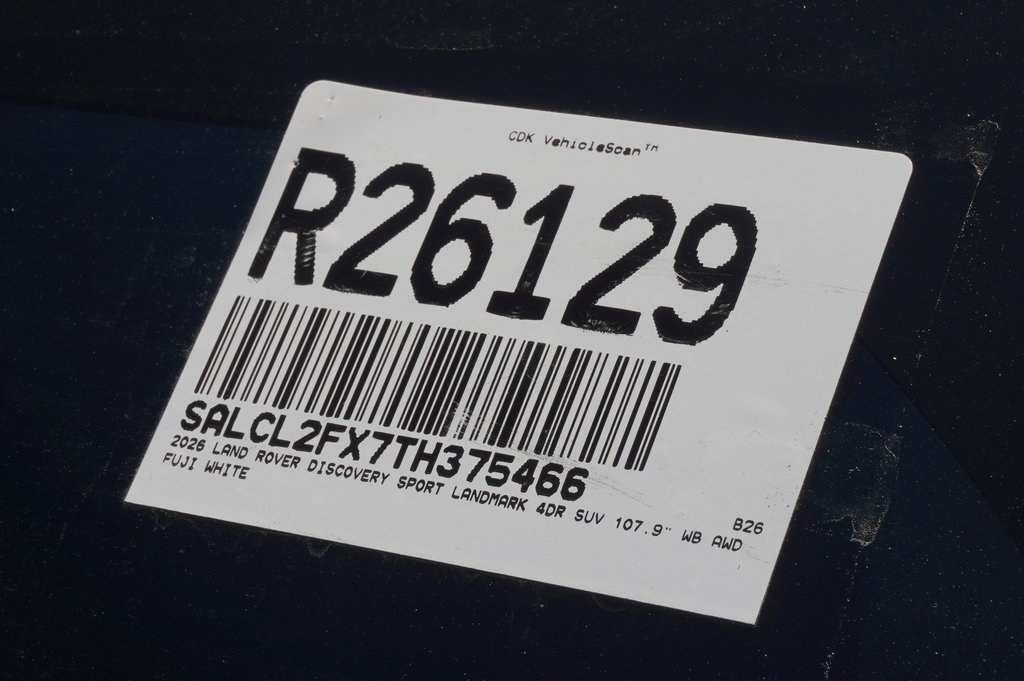 CDK VehicleScan™
R26129
SALCL2FX7TH375466
2026 LAND ROVER DISCOVERY SPORT LANDMARK 4DR SUV 107.9" WB AWD
FUJI WHITE
B26